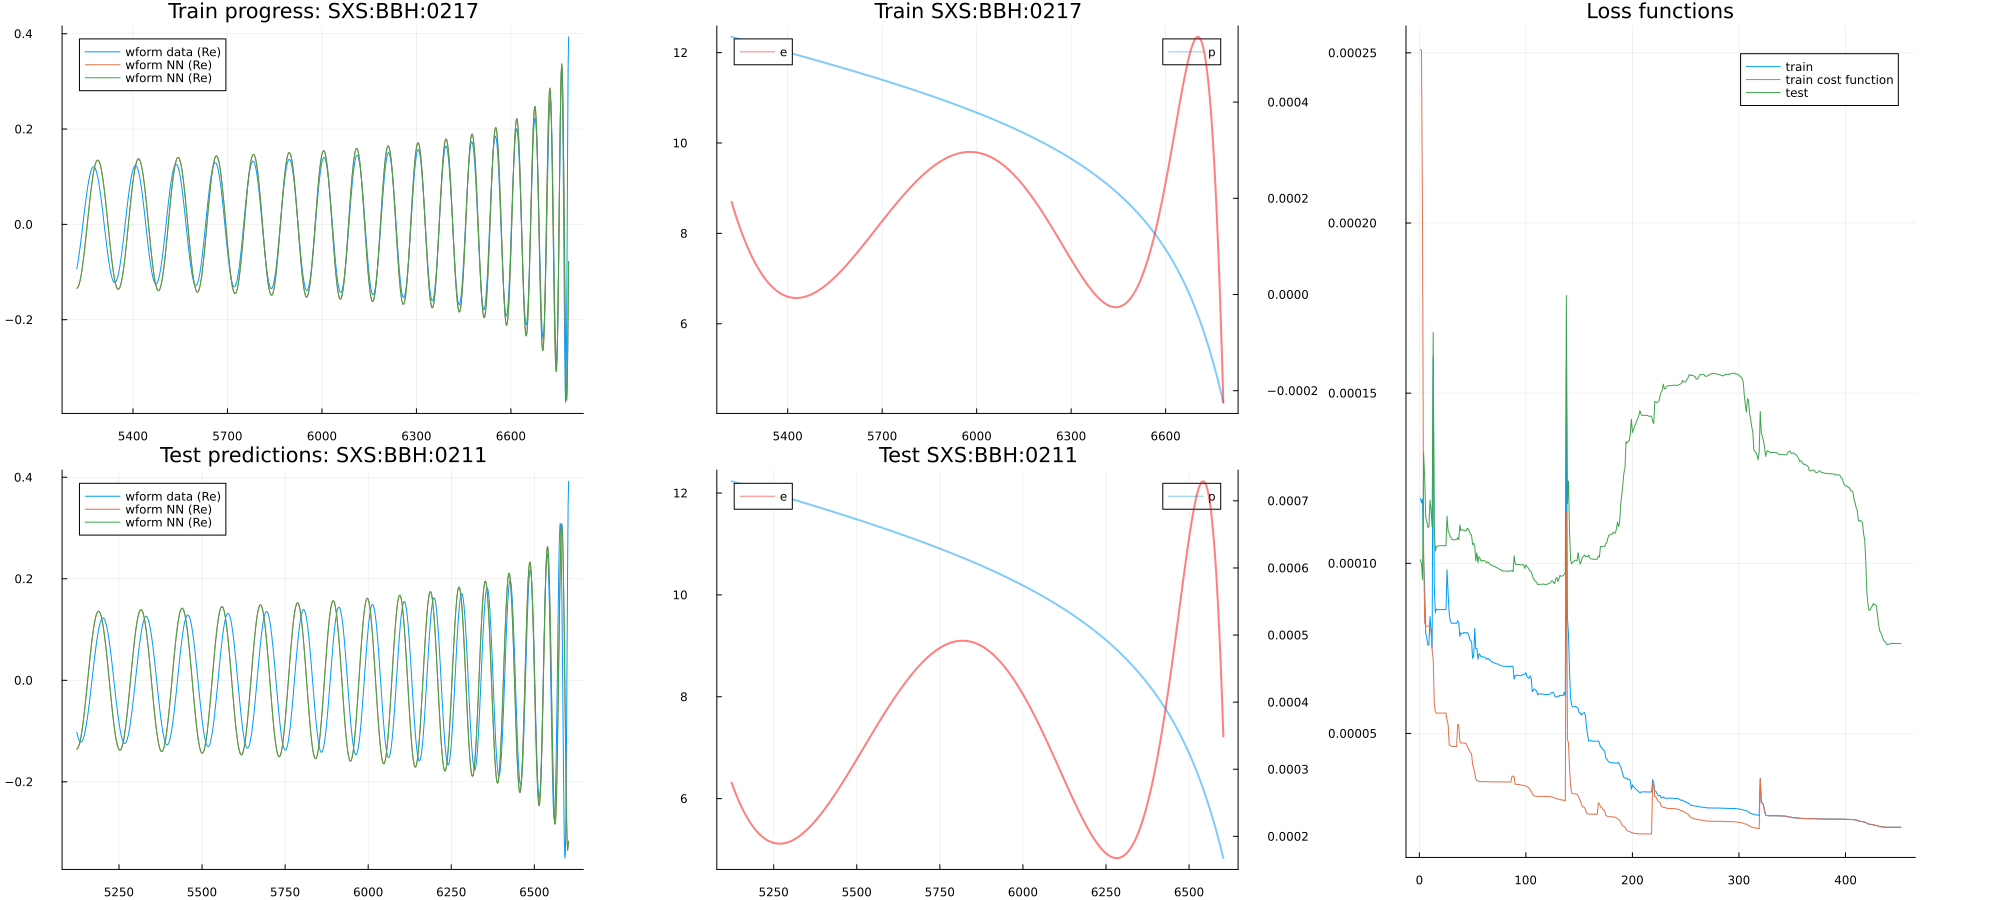 Train progress: SXS:BBH:0217
wform data (Re)
wform NN (Re)
wform NN (Re)
0.4
0.2
0.0
−0.2
5400 5700 6000 6300 6600
Train SXS:BBH:0217
e
p
12
10
8
6
0.0004
0.0002
0.0000
−0.0002
5400 5700 6000 6300 6600
Loss functions
train
train cost function
test
0.00025
0.00020
0.00015
0.00010
0.00005
0 100 200 300 400
Test predictions: SXS:BBH:0211
wform data (Re)
wform NN (Re)
wform NN (Re)
0.4
0.2
0.0
−0.2
5250 5500 5750 6000 6250 6500
Test SXS:BBH:0211
e
p
12
10
8
6
0.0007
0.0006
0.0005
0.0004
0.0003
0.0002
5250 5500 5750 6000 6250 6500